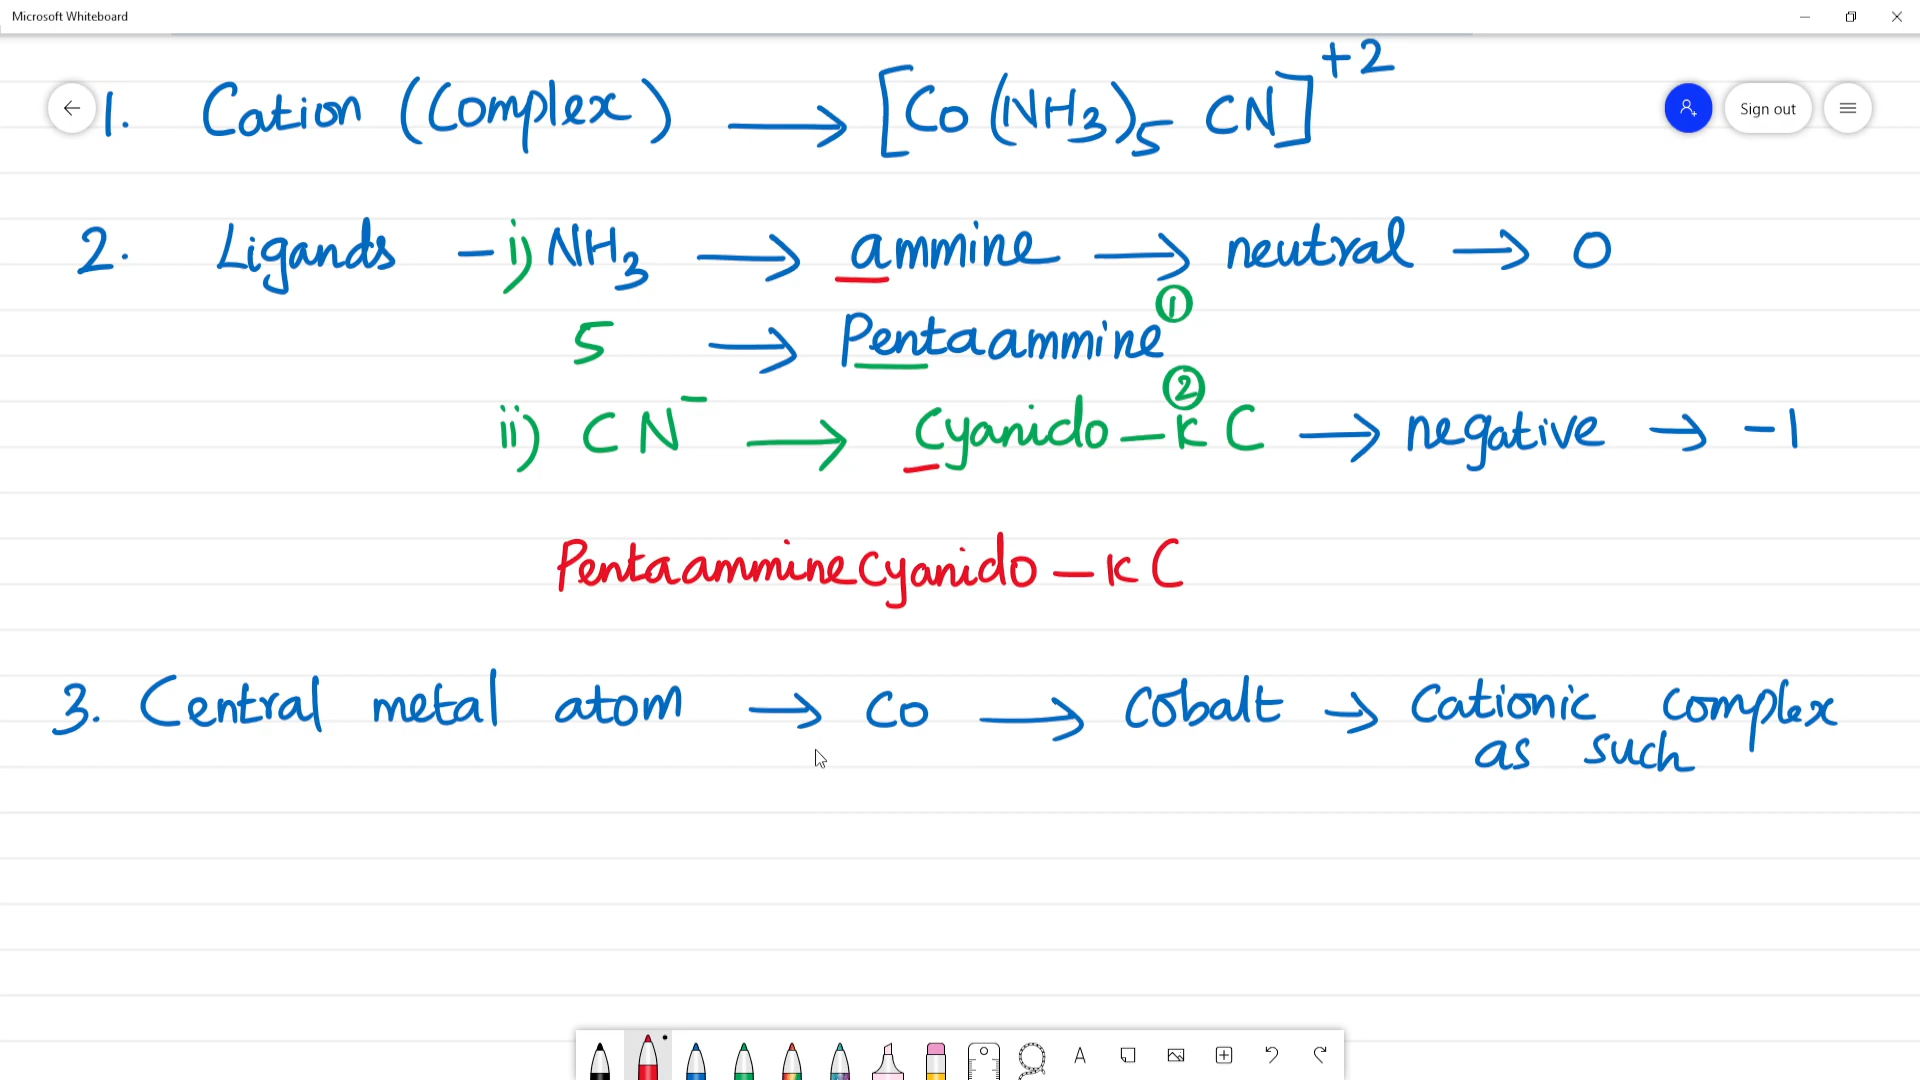 Microsoft Whiteboard
1. Cation (Complex) → [Co(NH3)5 CN]+2
Sign out
2. Ligands – i) NH3 → ammine → neutral → 0
5 → Pentaammine ①
ii) CN⁻ → Cyanido – κC ② → negative → -1
Pentaamminecyanido – κC
3. Central metal atom → Co → Cobalt → Cationic complex
as such
A